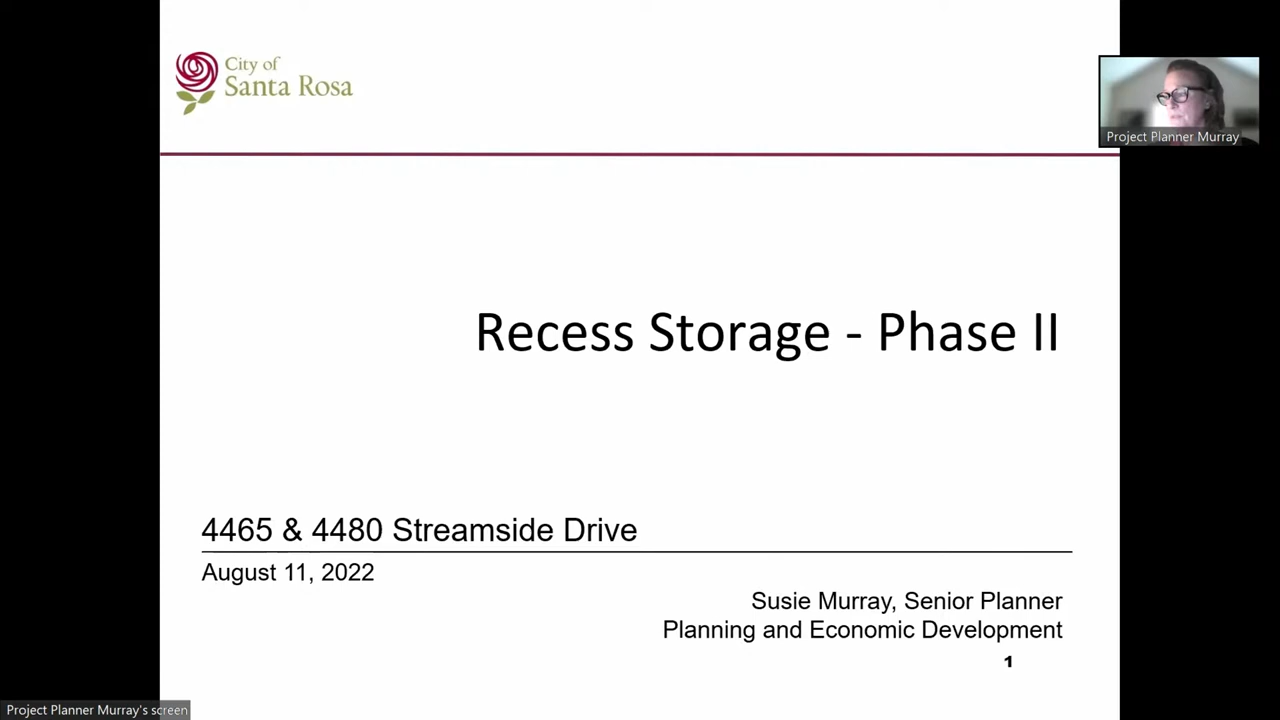 City of
Santa Rosa
Project Planner Murray
Recess Storage - Phase II
4465 & 4480 Streamside Drive
August 11, 2022
Susie Murray, Senior Planner
Planning and Economic Development
1
Project Planner Murray's screen